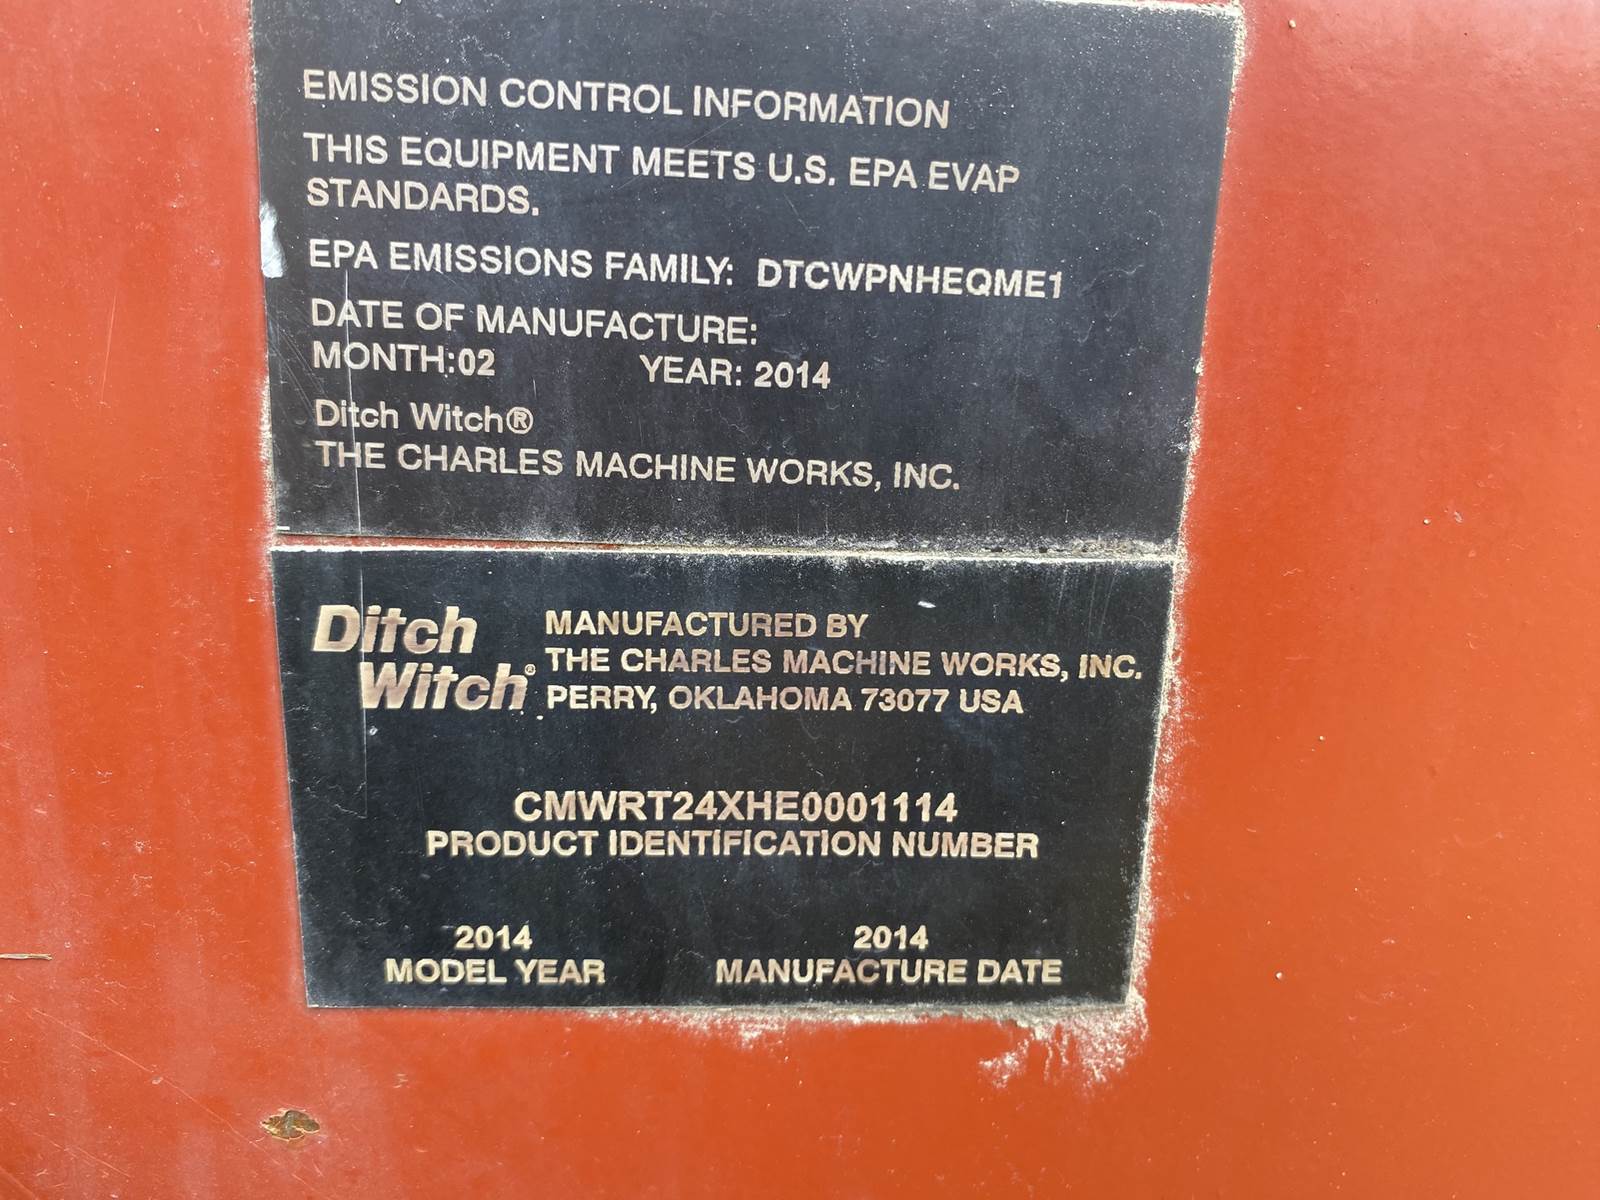 EMISSION CONTROL INFORMATION
THIS EQUIPMENT MEETS U.S. EPA EVAP
STANDARDS.
EPA EMISSIONS FAMILY: DTCWPNHEQME1
DATE OF MANUFACTURE:
MONTH:02 YEAR: 2014
Ditch Witch®
THE CHARLES MACHINE WORKS, INC.
Ditch
Witch®
MANUFACTURED BY
THE CHARLES MACHINE WORKS, INC.
PERRY, OKLAHOMA 73077 USA
CMWRT24XHE0001114
PRODUCT IDENTIFICATION NUMBER
2014 2014
MODEL YEAR MANUFACTURE DATE